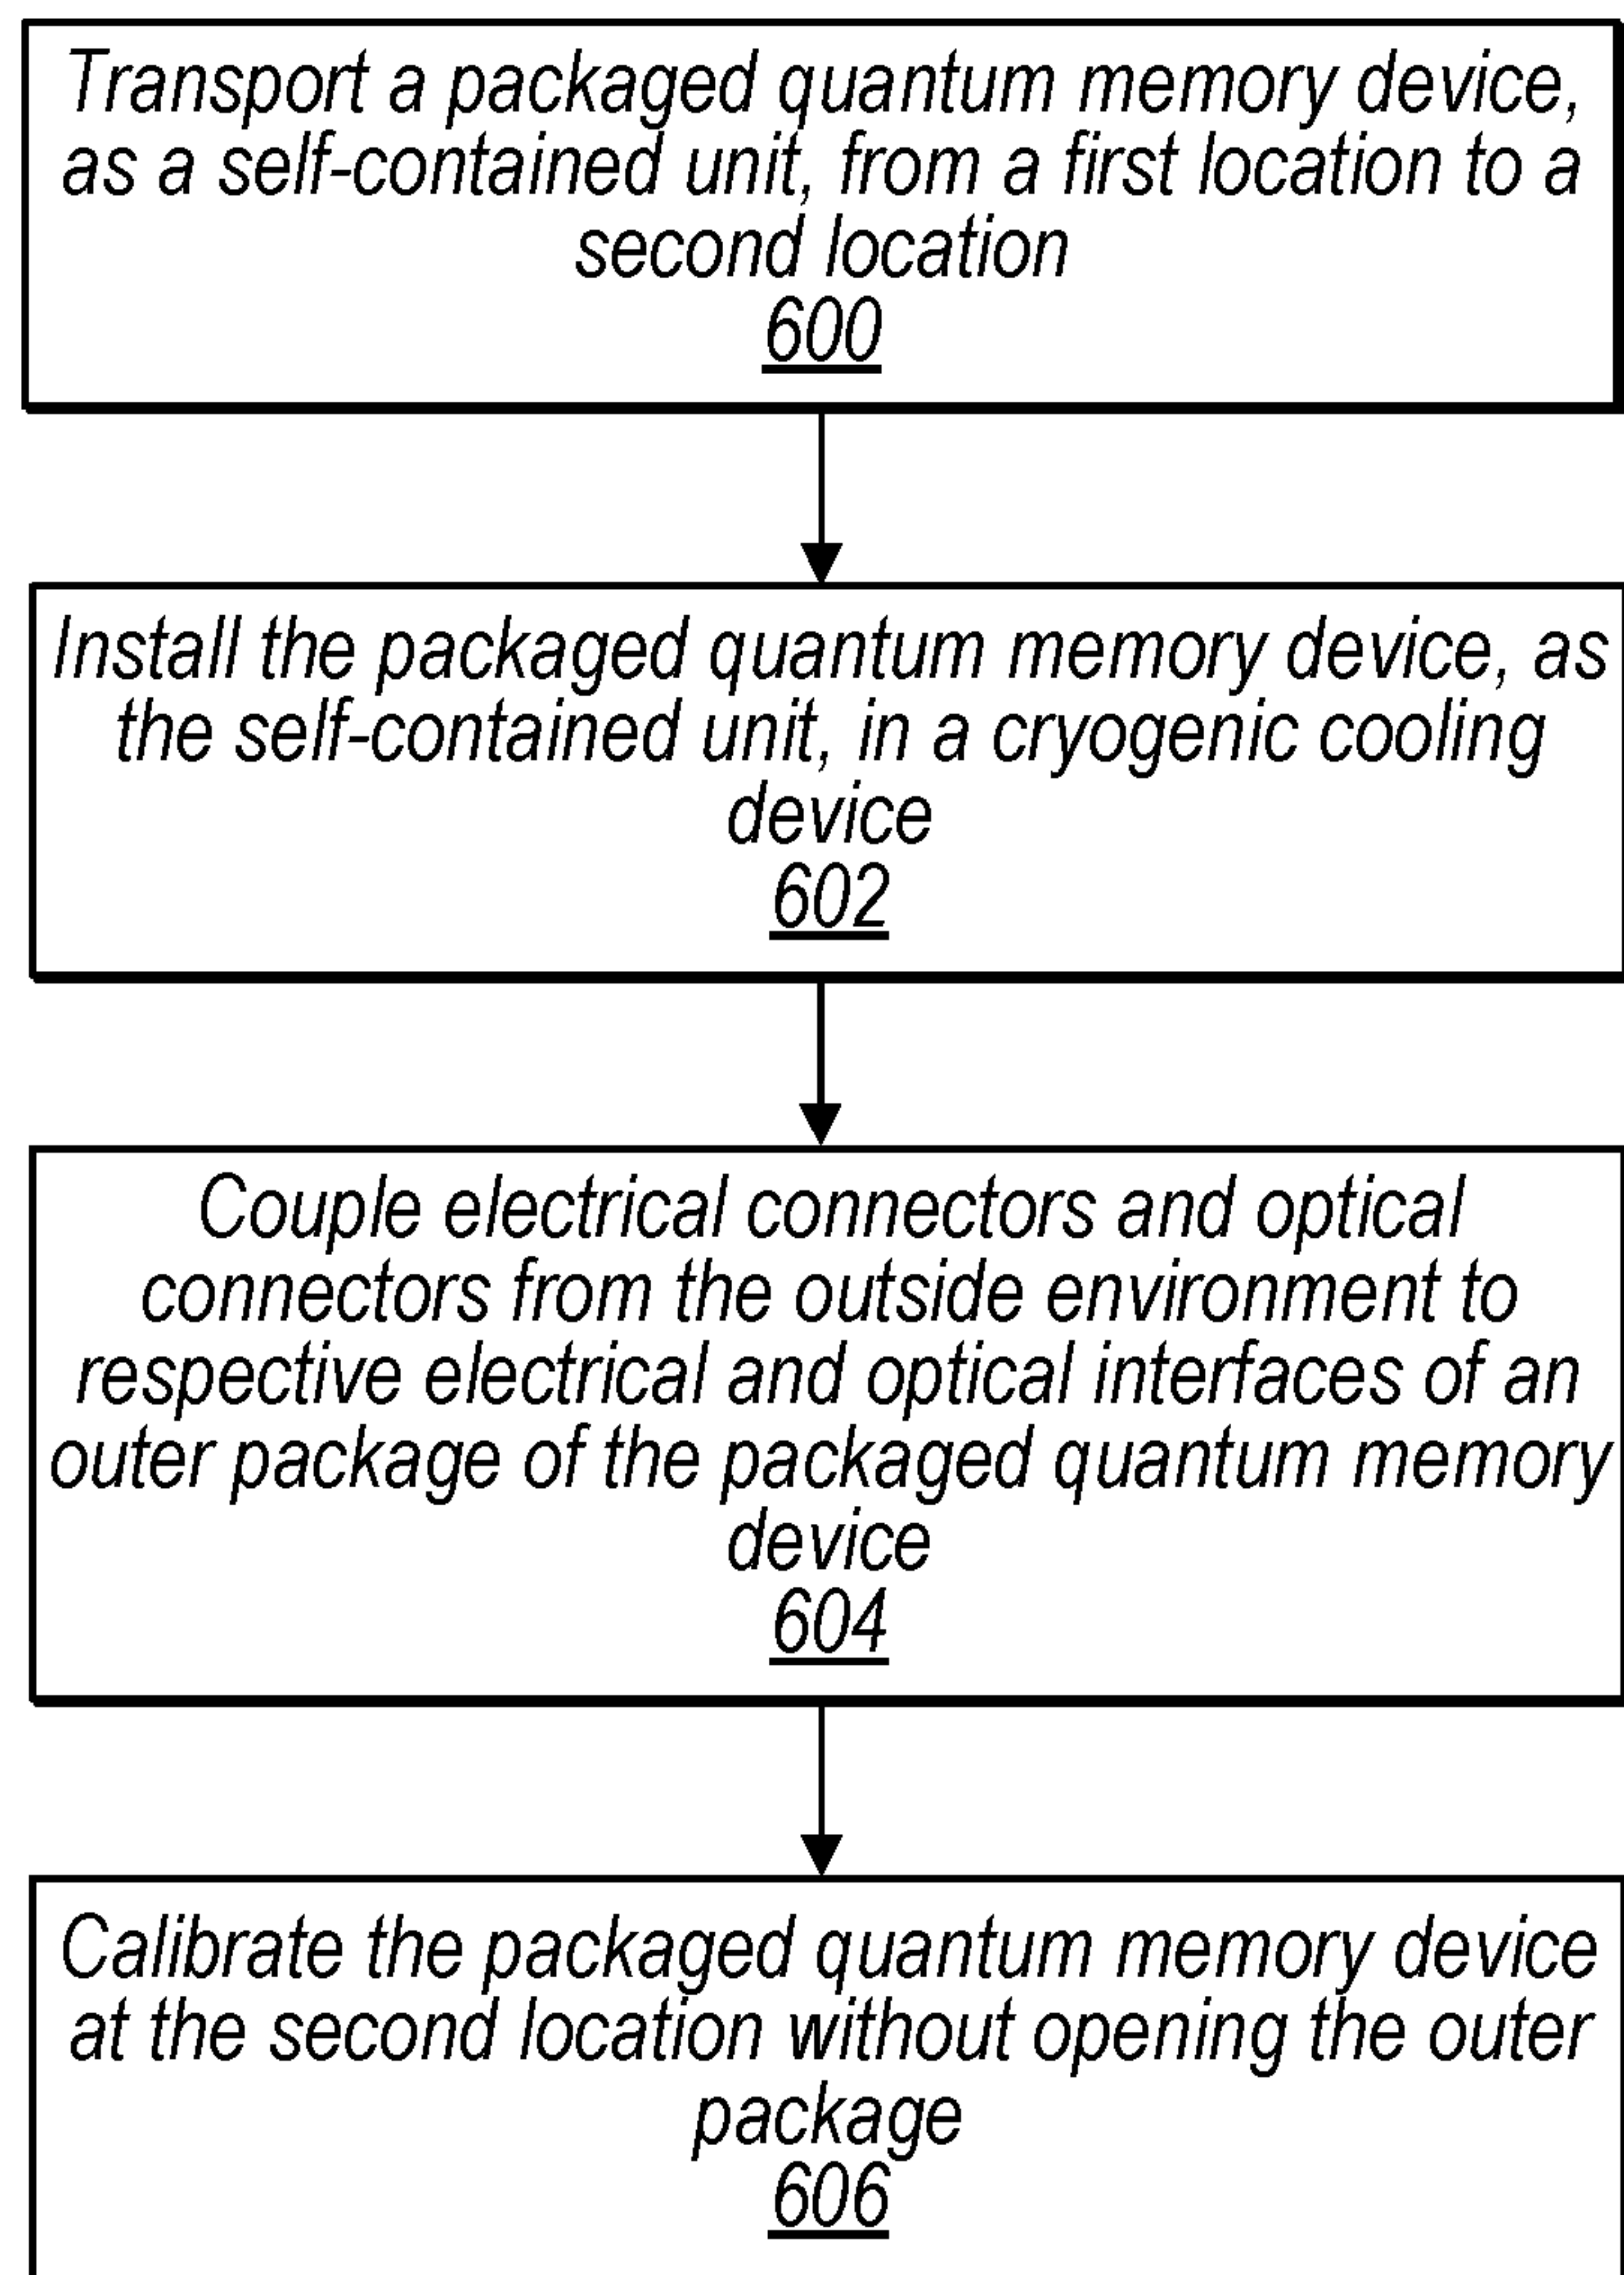 Transport a packaged quantum memory device,
as a self-contained unit, from a first location to a
second location
600
Install the packaged quantum memory device, as
the self-contained unit, in a cryogenic cooling
device
602
Couple electrical connectors and optical
connectors from the outside environment to
respective electrical and optical interfaces of an
outer package of the packaged quantum memory
device
604
Calibrate the packaged quantum memory device
at the second location without opening the outer
package
606